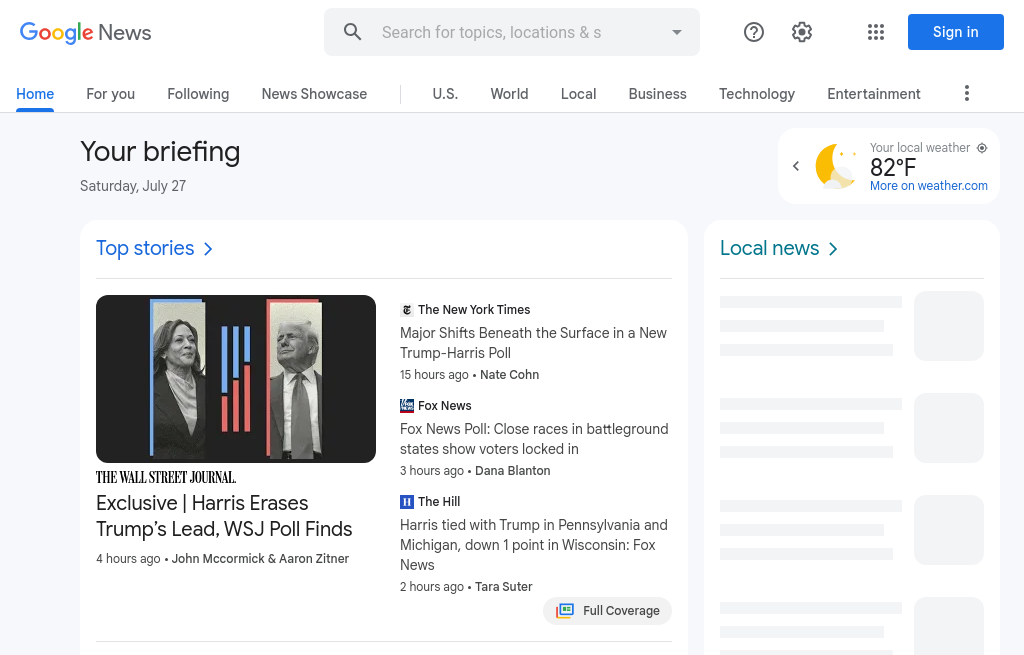 Google News
Search for topics, locations & s
Sign in
Home
For you
Following
News Showcase
U.S.
World
Local
Business
Technology
Entertainment
Your briefing
Saturday, July 27
Your local weather
82°F
More on weather.com
Top stories
THE WALL STREET JOURNAL.
Exclusive | Harris Erases
Trump’s Lead, WSJ Poll Finds
4 hours ago • John Mccormick & Aaron Zitner
The New York Times
Major Shifts Beneath the Surface in a New
Trump-Harris Poll
15 hours ago • Nate Cohn
Fox News
Fox News Poll: Close races in battleground
states show voters locked in
3 hours ago • Dana Blanton
The Hill
Harris tied with Trump in Pennsylvania and
Michigan, down 1 point in Wisconsin: Fox
News
2 hours ago • Tara Suter
Full Coverage
Local news